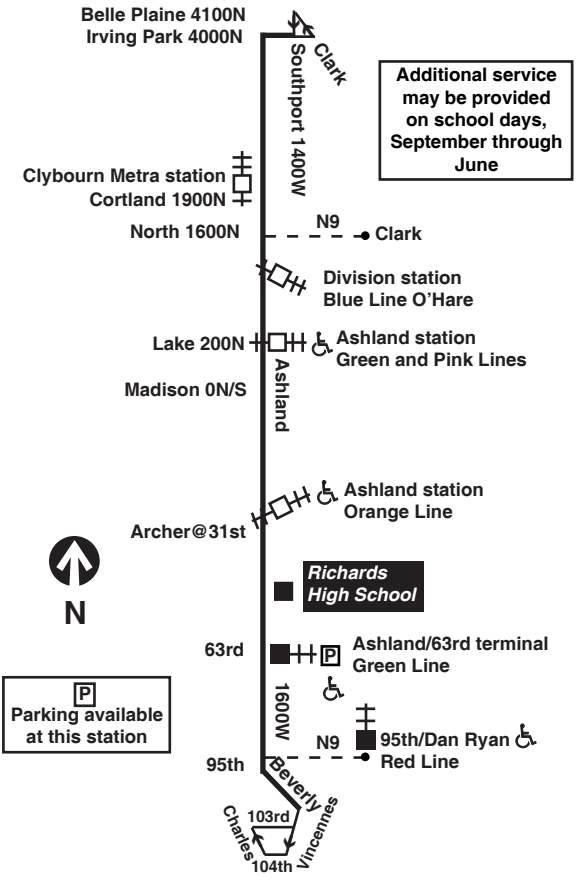 Belle Plaine 4100N
Irving Park 4000N
Clark
Southport 1400W
Additional service
may be provided
on school days,
September through
June
Clybourn Metra station
Cortland 1900N
North 1600N
N9
Clark
Division station
Blue Line O'Hare
Lake 200N
Ashland station
Green and Pink Lines
Madison 0N/S
Ashland
Ashland station
Orange Line
Archer@31st
N
Richards
High School
63rd
P
Ashland/63rd terminal
Green Line
P
Parking available
at this station
1600W
N9
95th/Dan Ryan
Red Line
95th
Beverly
103rd
Charles
Vincennes
104th